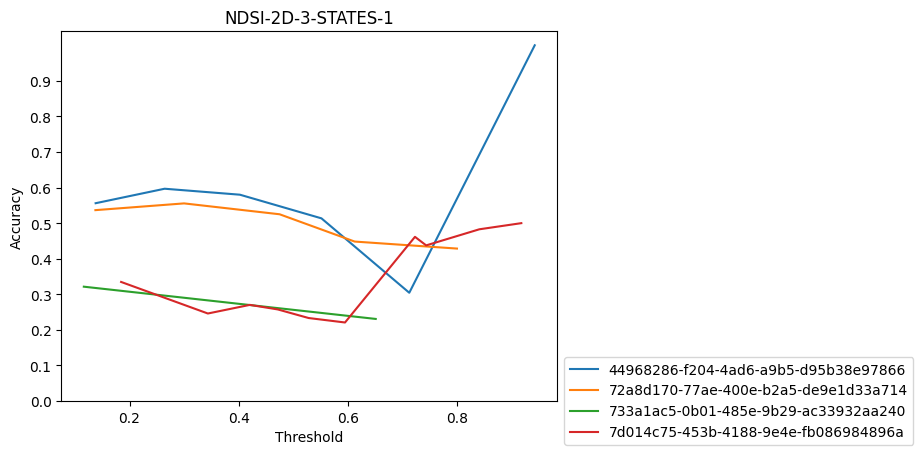 NDSI-2D-3-STATES-1
Accuracy
0.9
0.8
0.7
0.6
0.5
0.4
0.3
0.2
0.1
0.0
0.2 0.4 0.6 0.8
Threshold
44968286-f204-4ad6-a9b5-d95b38e97866
72a8d170-77ae-400e-b2a5-de9e1d33a714
733a1ac5-0b01-485e-9b29-ac33932aa240
7d014c75-453b-4188-9e4e-fb086984896a